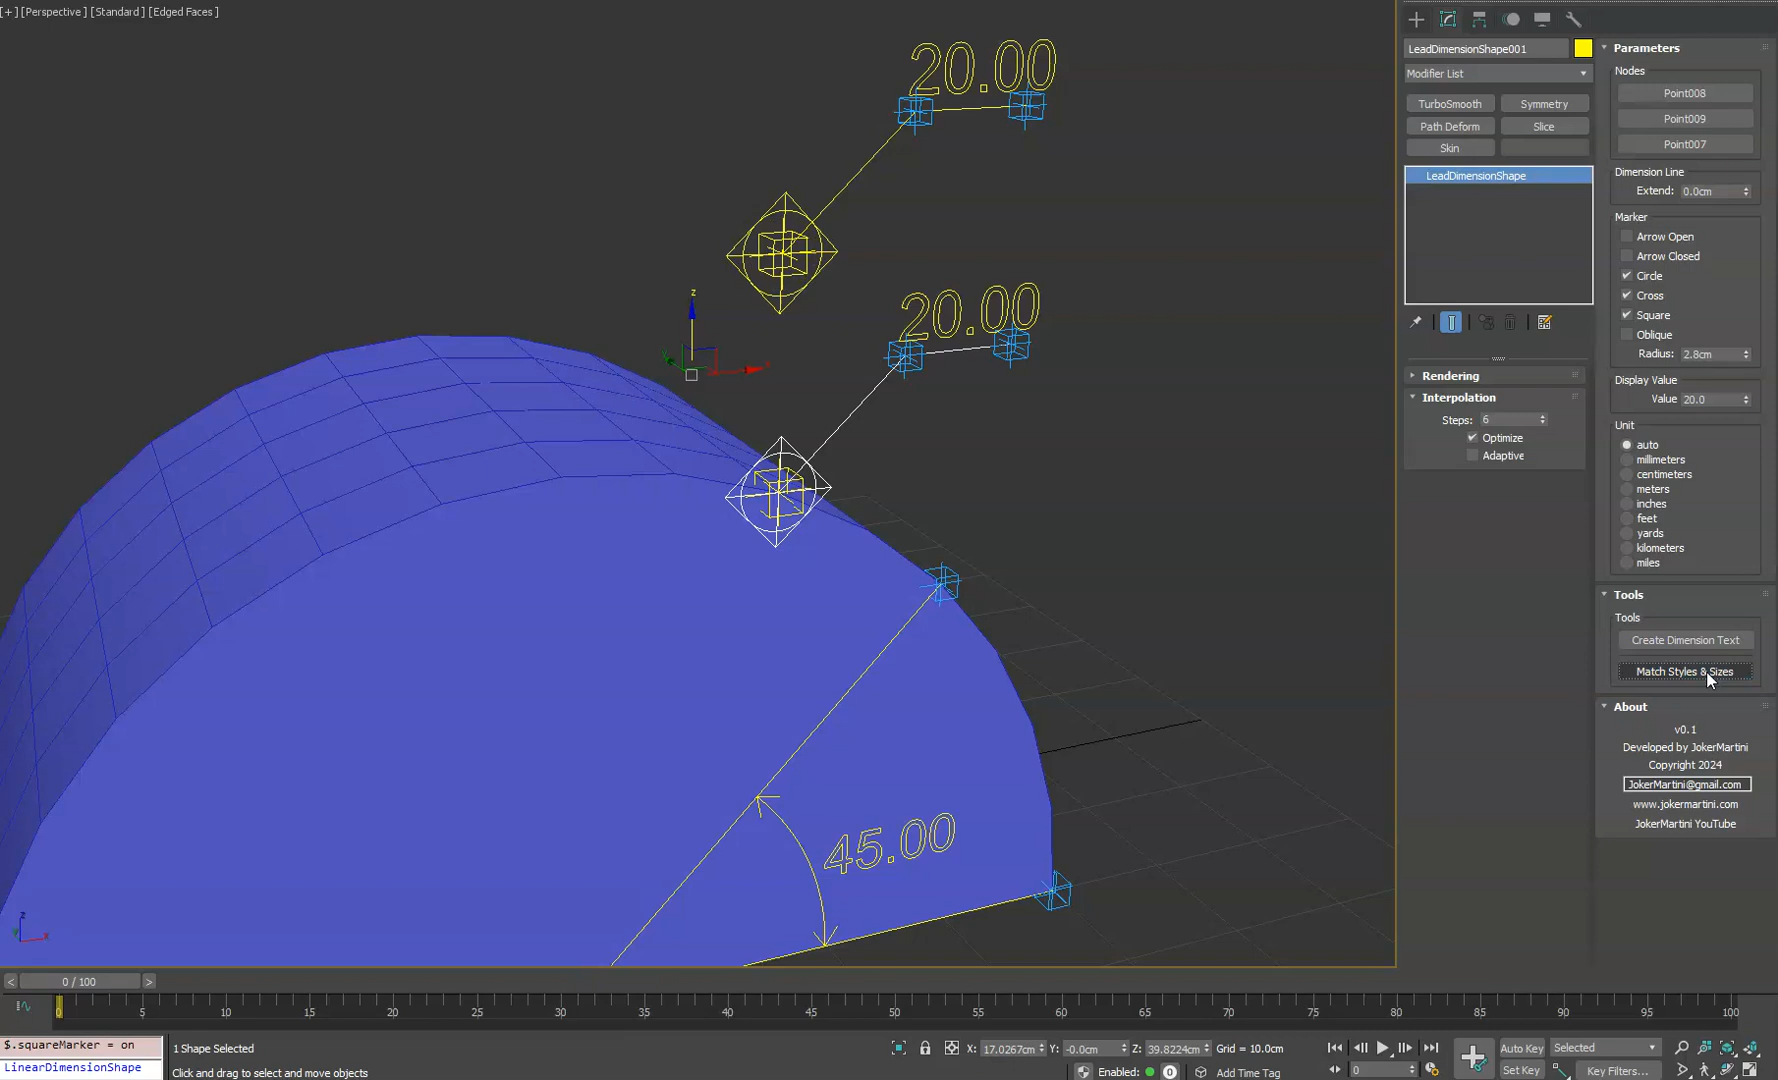 [+] [Perspective ] [Standard ] [Edged Faces ]
20.00
20.00
45.00
z
x
y
z
x
LeadDimensionShape001
Modifier List
TurboSmooth
Symmetry
Path Deform
Slice
Skin
LeadDimensionShape
Rendering
Interpolation
Steps: 6
Optimize
Adaptive
Parameters
Nodes
Point008
Point009
Point007
Dimension Line
Extend: 0.0cm
Marker
Arrow Open
Arrow Closed
Circle
Cross
Square
Oblique
Radius: 2.8cm
Display Value
Value 20.0
Unit
auto
millimeters
centimeters
meters
inches
feet
yards
kilometers
miles
Tools
Tools
Create Dimension Text
Match Styles & Sizes
About
v0.1
Developed by JokerMartini
Copyright 2024
JokerMartini@gmail.com
www.jokermartini.com
JokerMartini YouTube
< 0 / 100 >
0 5 10 15 20 25 30 35 40 45 50 55 60 65 70 75 80 85 90 95 100
$.squareMarker = on
LinearDimensionShape
1 Shape Selected
Click and drag to select and move objects
X: 17.0267cm Y: -0.0cm Z: 39.8224cm Grid = 10.0cm
Enabled: 0 Add Time Tag
0
Auto Key Selected
Set Key Key Filters...